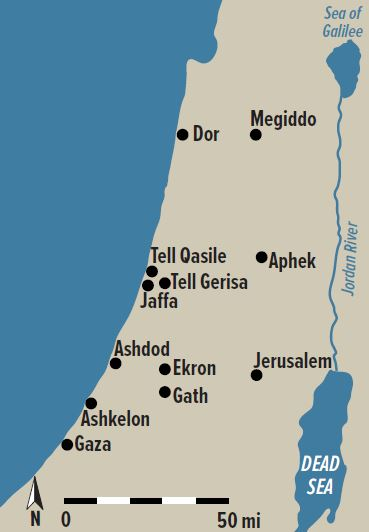 Sea of
Galilee
Megiddo
Dor
Jordan River
Tell Qasile
Aphek
Tell Gerisa
Jaffa
Ashdod
Ekron
Jerusalem
Gath
Ashkelon
Gaza
DEAD
SEA
N 0 50 mi